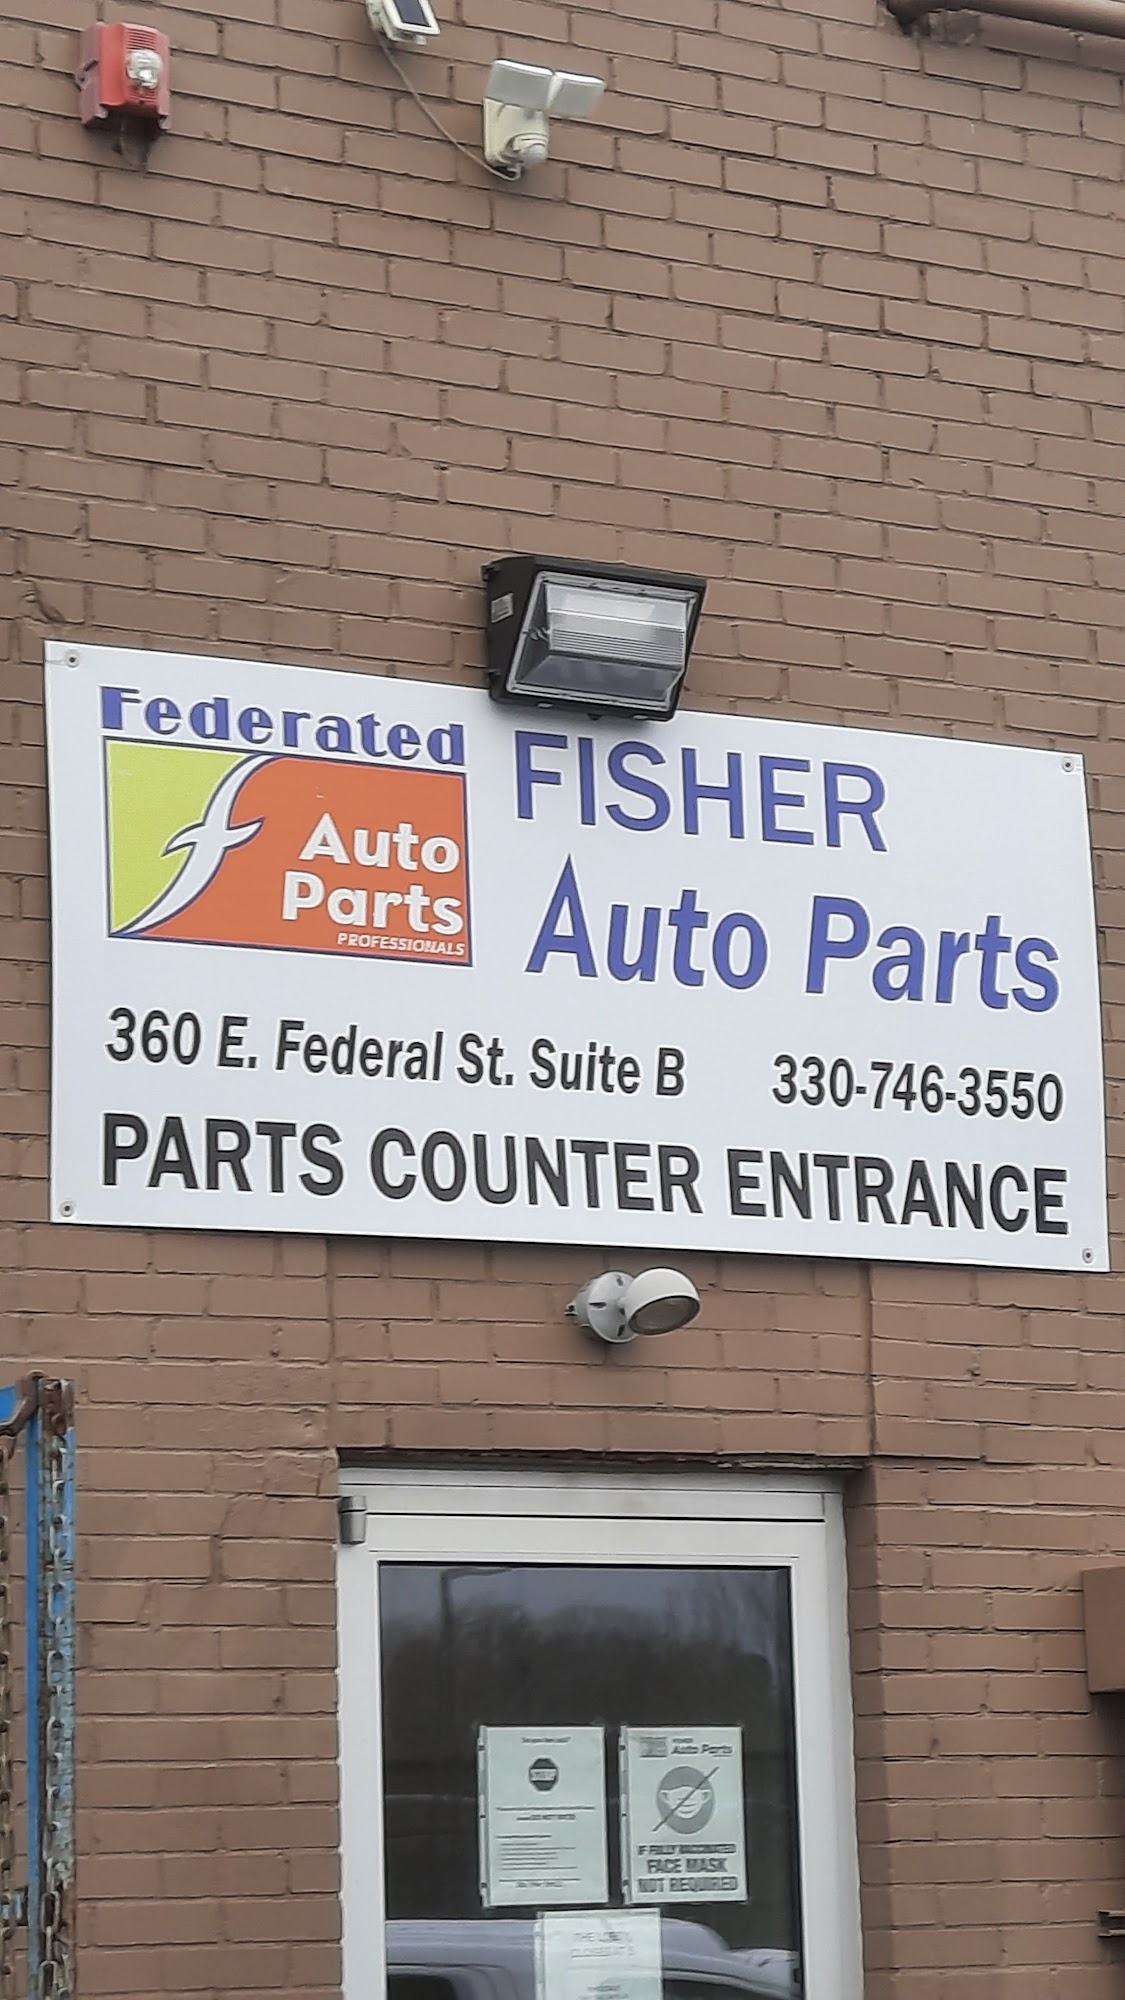 Federated
Auto
Parts
PROFESSIONALS
FISHER
Auto Parts
360 E. Federal St. Suite B 330-746-3550
PARTS COUNTER ENTRANCE
Auto Parts
IF FULLY VACCINATED
FACE MASK
NOT REQUIRED